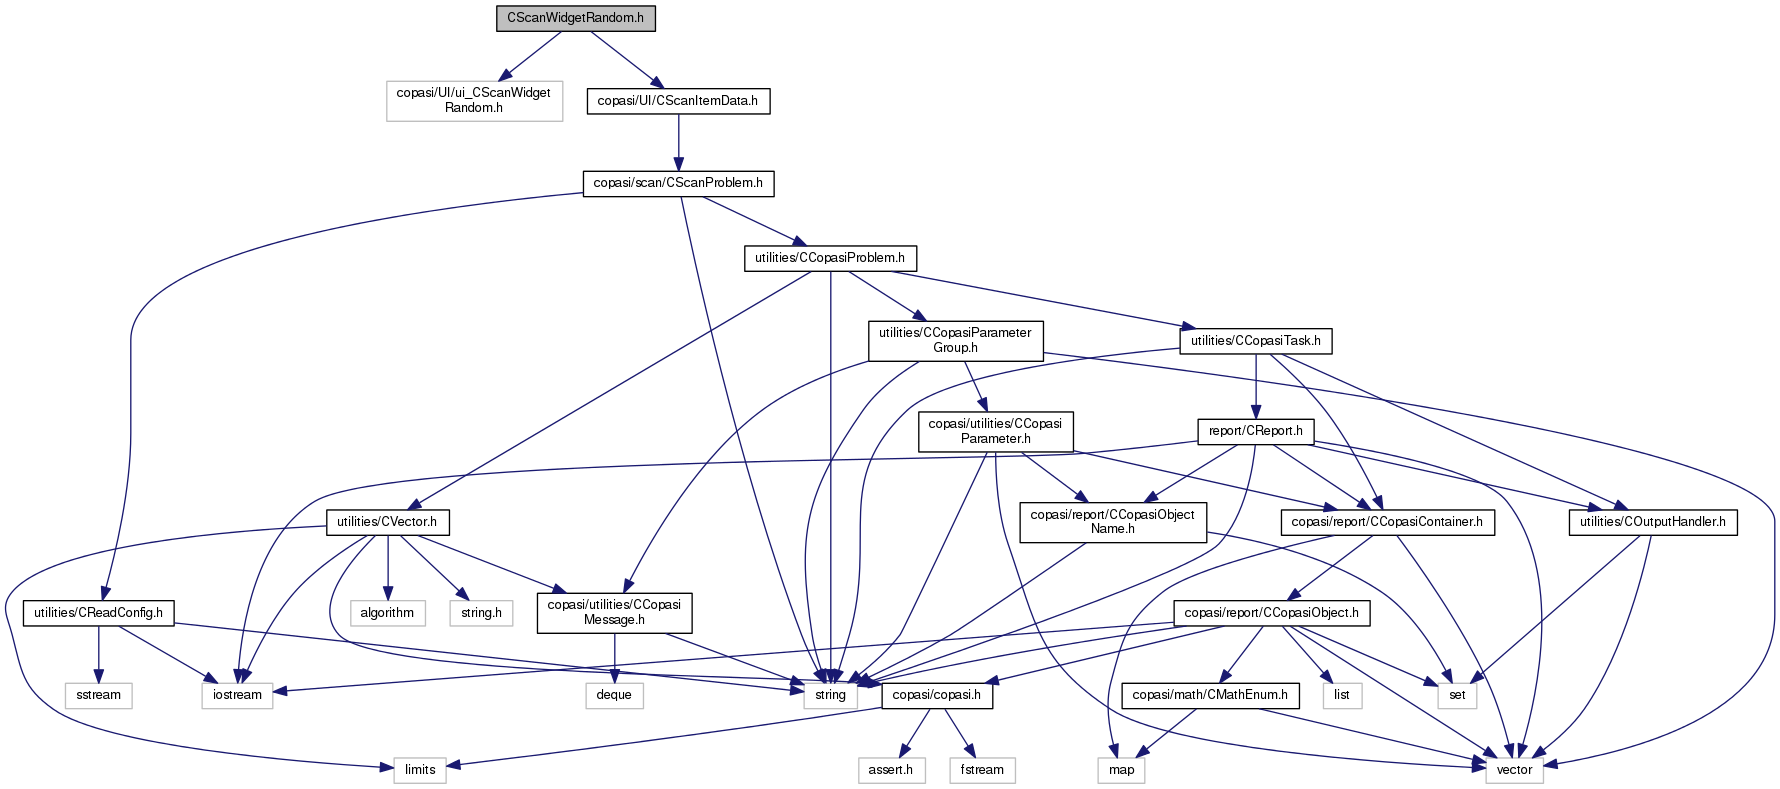 CScanWidgetRandom.h
copasi/UI/ui_CScanWidget
Random.h
copasi/UI/CScanItemData.h
copasi/scan/CScanProblem.h
utilities/CCopasiProblem.h
utilities/CCopasiParameter
Group.h
utilities/CCopasiTask.h
copasi/utilities/CCopasi
Parameter.h
report/CReport.h
utilities/CVector.h
copasi/report/CCopasiObject
Name.h
copasi/report/CCopasiContainer.h
utilities/COutputHandler.h
utilities/CReadConfig.h
algorithm
string.h
copasi/utilities/CCopasi
Message.h
copasi/report/CCopasiObject.h
sstream
iostream
deque
string
copasi/copasi.h
copasi/math/CMathEnum.h
list
set
limits
assert.h
fstream
map
vector